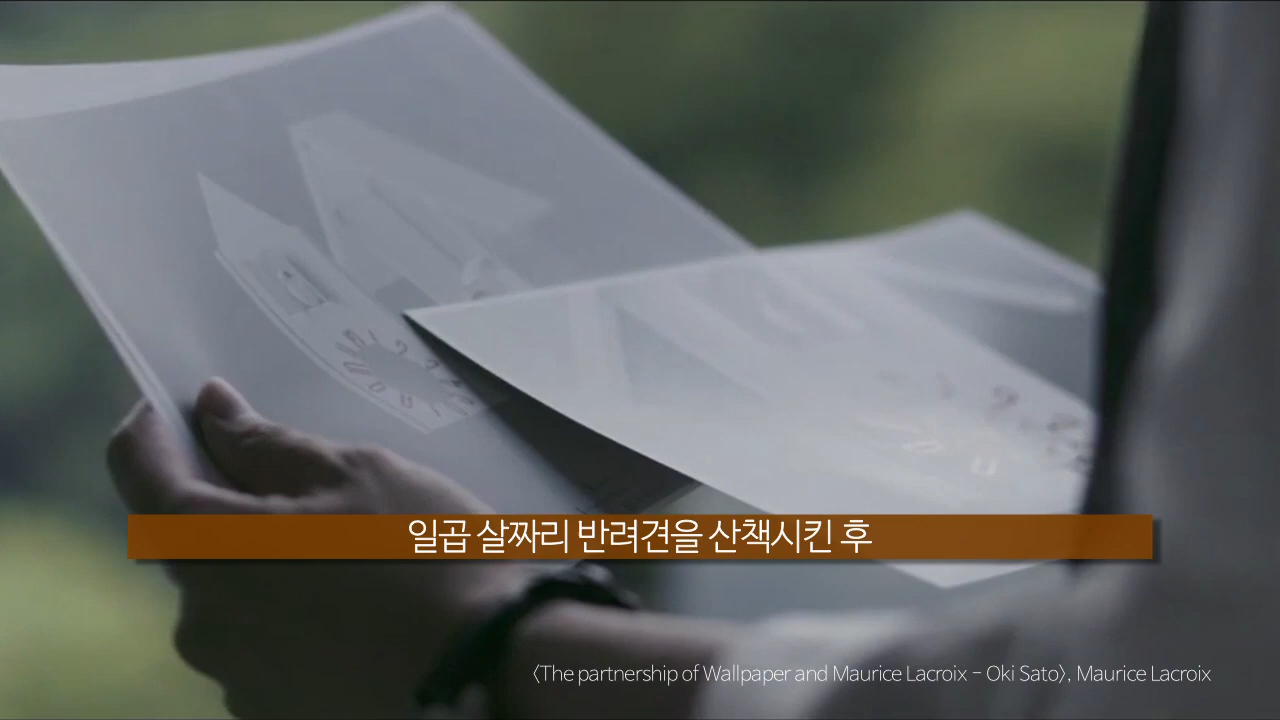 일곱 살짜리 반려견을 산책시킨 후
〈The partnership of Wallpaper and Maurice Lacroix – Oki Sato〉, Maurice Lacroix